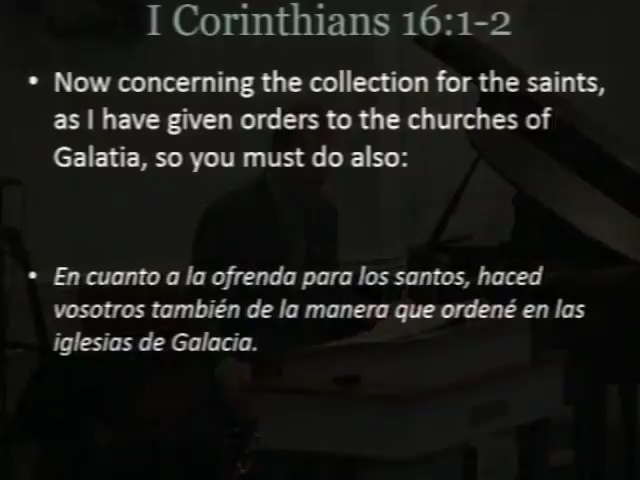 I Corinthians 16:1-2
• Now concerning the collection for the saints,
as I have given orders to the churches of
Galatia, so you must do also:
• En cuanto a la ofrenda para los santos, haced
vosotros también de la manera que ordené en las
iglesias de Galacia.